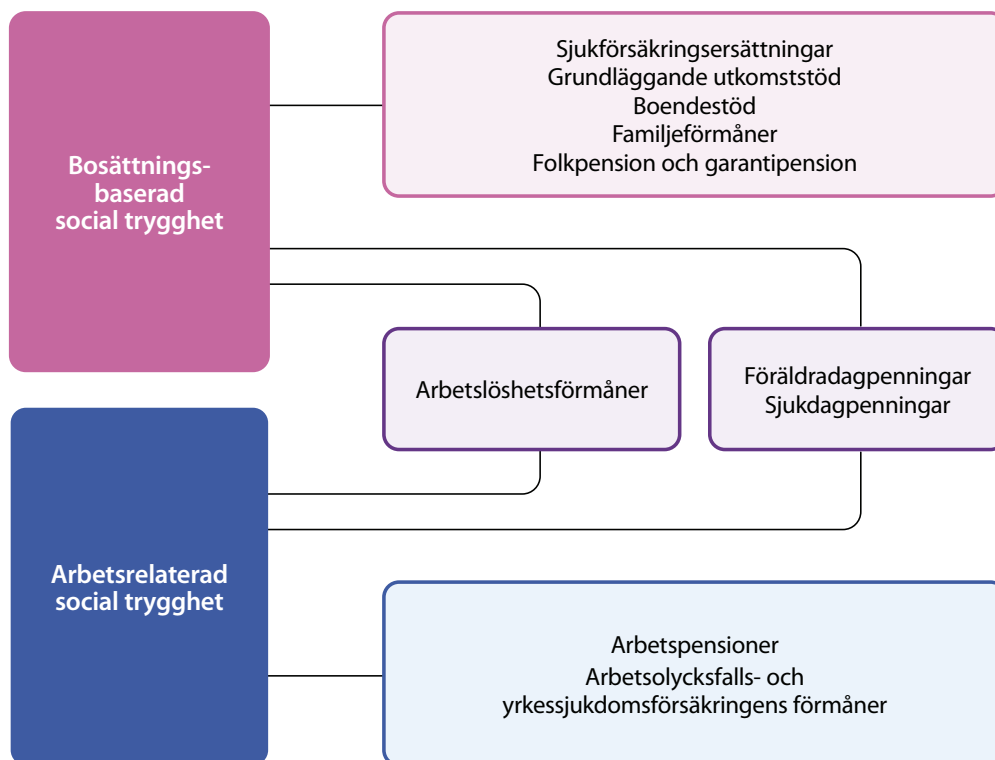 Bosättnings-
baserad
social trygghet
Sjukförsäkringsersättningar
Grundläggande utkomststöd
Boendestöd
Familjeförmåner
Folkpension och garantipension
Arbetslöshetsförmåner
Föräldradagpenningar
Sjukdagpenningar
Arbetsrelaterad
social trygghet
Arbetspensioner
Arbetsolycksfalls- och
yrkessjukdomsförsäkringens förmåner